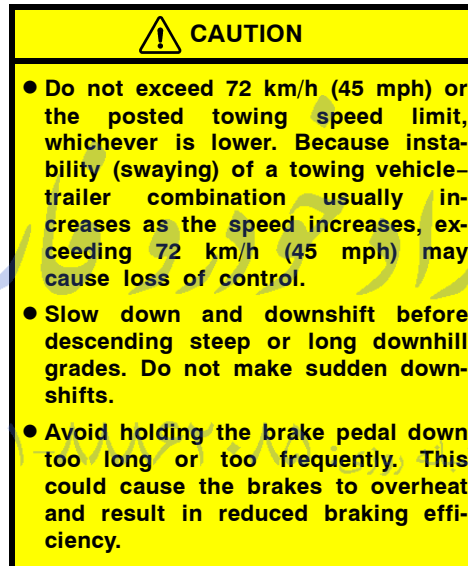 CAUTION
● Do not exceed 72 km/h (45 mph) or
the posted towing speed limit,
whichever is lower. Because insta-
bility (swaying) of a towing vehicle–
trailer combination usually in-
creases as the speed increases, ex-
ceeding 72 km/h (45 mph) may
cause loss of control.
● Slow down and downshift before
descending steep or long downhill
grades. Do not make sudden down-
shifts.
● Avoid holding the brake pedal down
too long or too frequently. This
could cause the brakes to overheat
and result in reduced braking effi-
ciency.